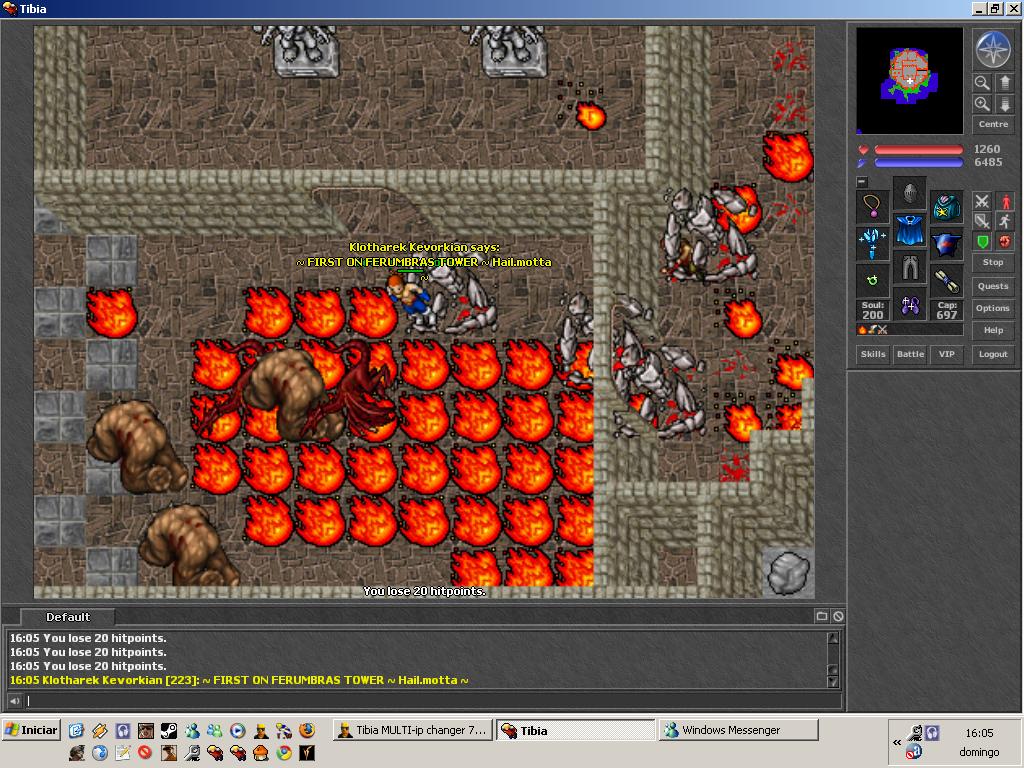 Tibia
Centre
1260
6485
Klotharek Kevorkian says:
~ FIRST ON FERUMBRAS TOWER ~ Hail.motta
~
Soul:
200
Cap:
697
Stop
Quests
Options
Help
Skills
Battle
VIP
Logout
You lose 20 hitpoints.
Default
16:05 You lose 20 hitpoints.
16:05 You lose 20 hitpoints.
16:05 You lose 20 hitpoints.
16:05 Klotharek Kevorkian [223]: ~ FIRST ON FERUMBRAS TOWER ~ Hail.motta ~
Iniciar
Tibia MULTI-ip changer 7...
Tibia
Windows Messenger
«
16:05
domingo